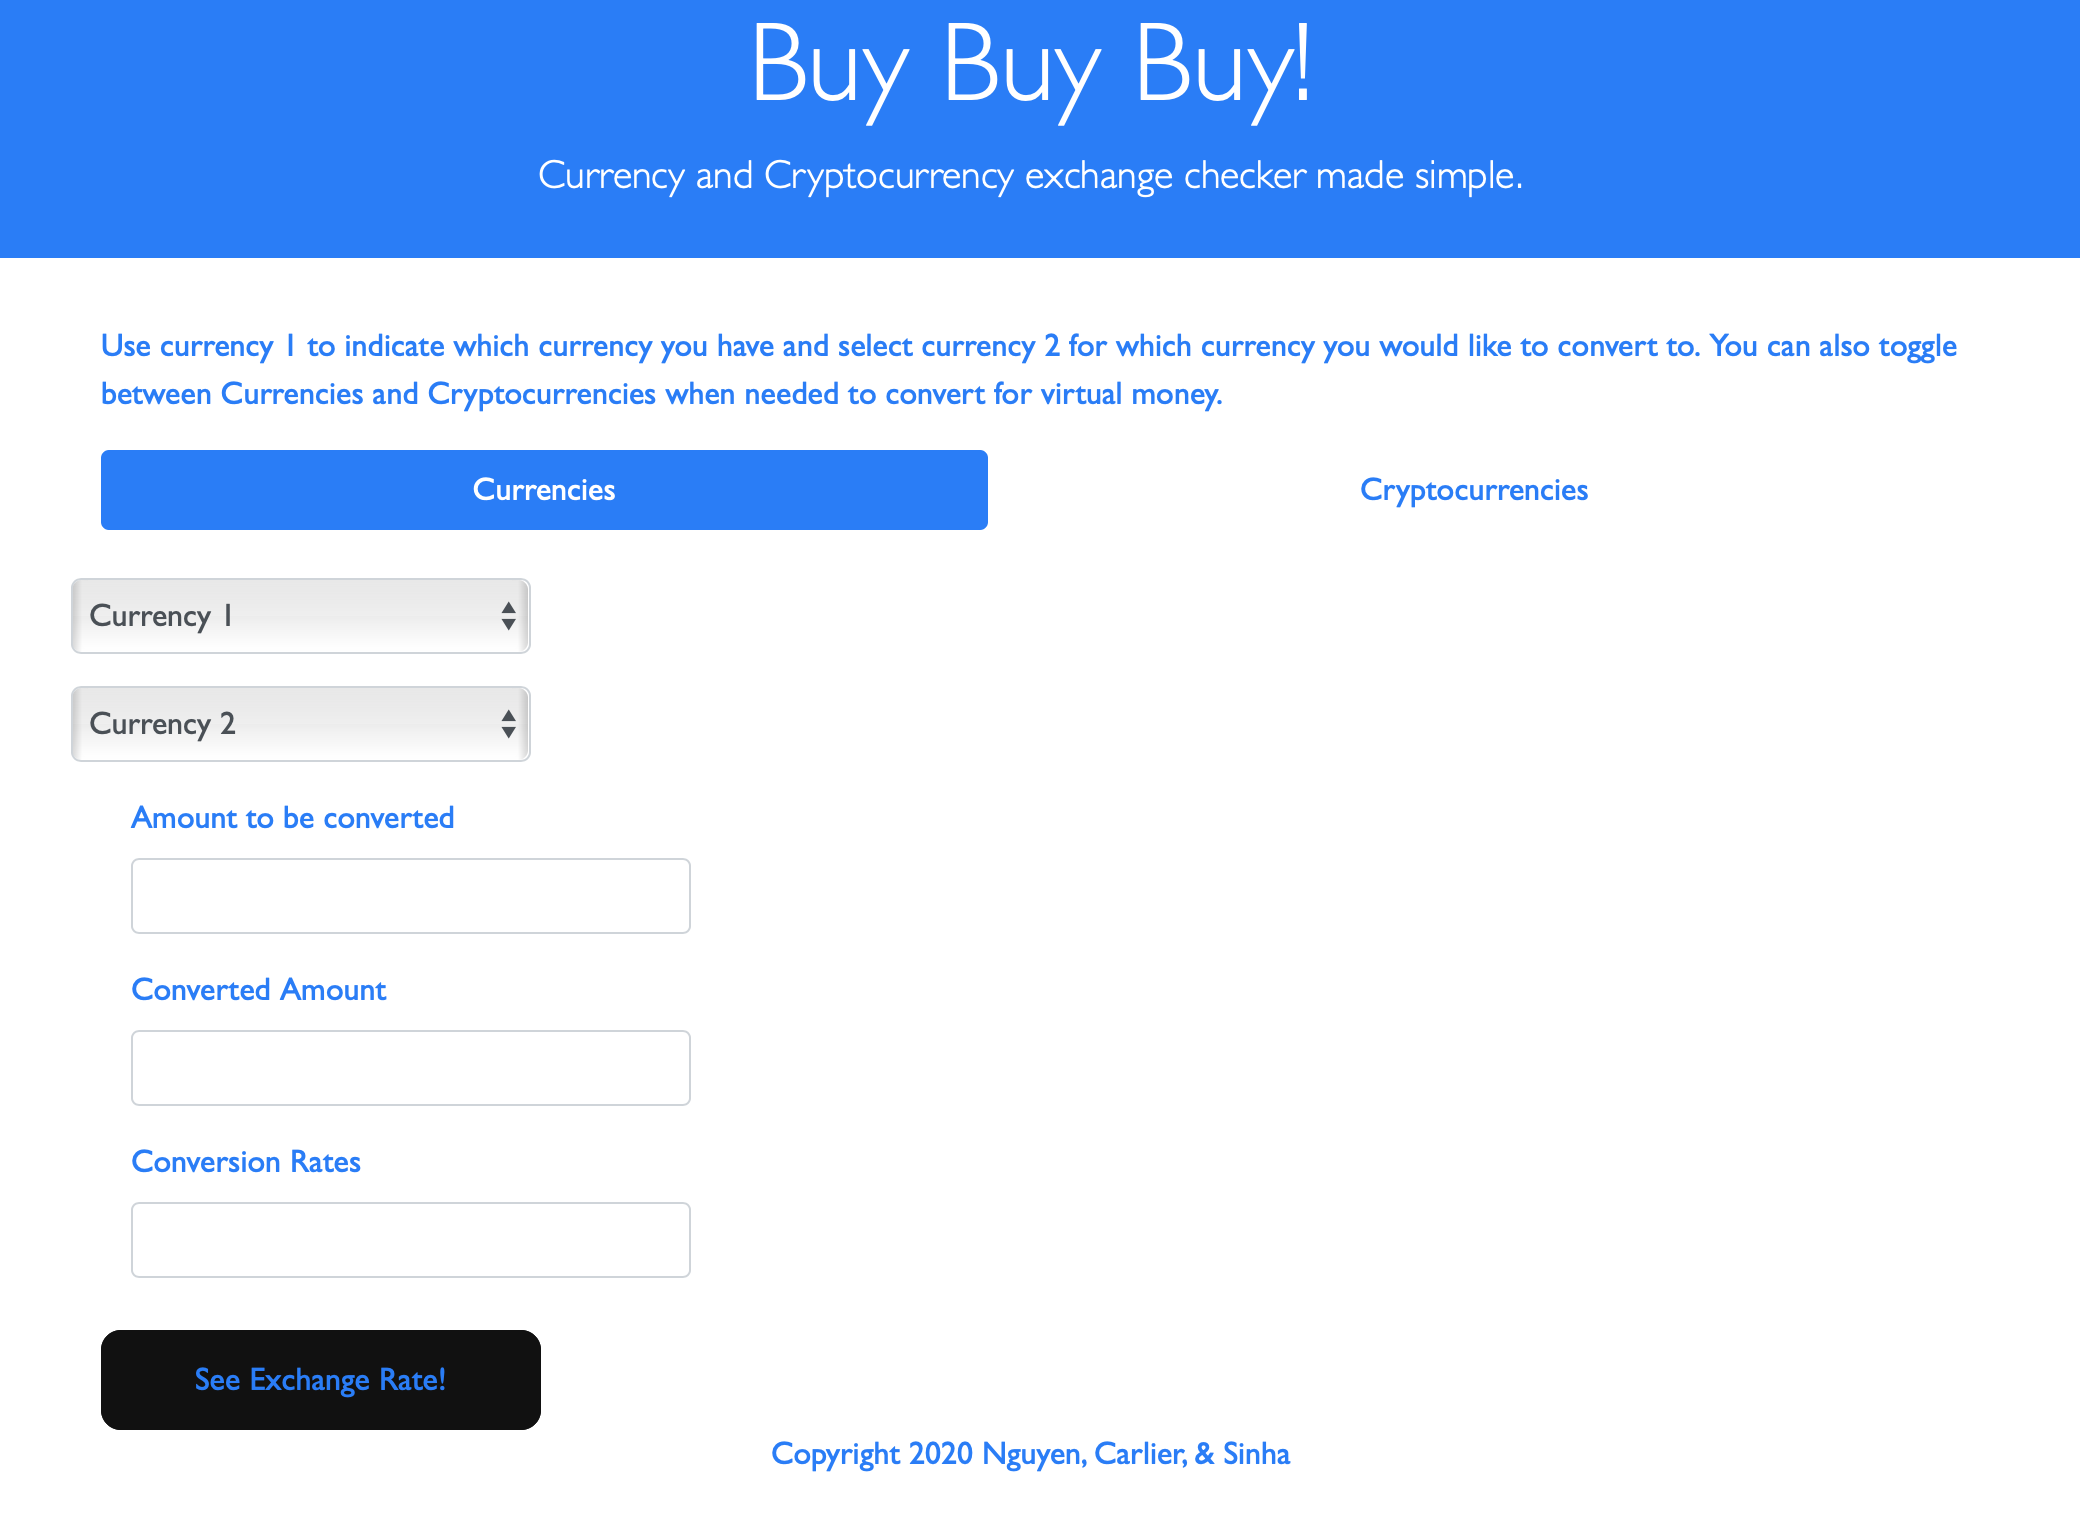 Buy Buy Buy!
Currency and Cryptocurrency exchange checker made simple.
Use currency 1 to indicate which currency you have and select currency 2 for which currency you would like to convert to. You can also toggle
between Currencies and Cryptocurrencies when needed to convert for virtual money.
Currencies
Cryptocurrencies
Currency 1
Currency 2
Amount to be converted
Converted Amount
Conversion Rates
See Exchange Rate!
Copyright 2020 Nguyen, Carlier, & Sinha